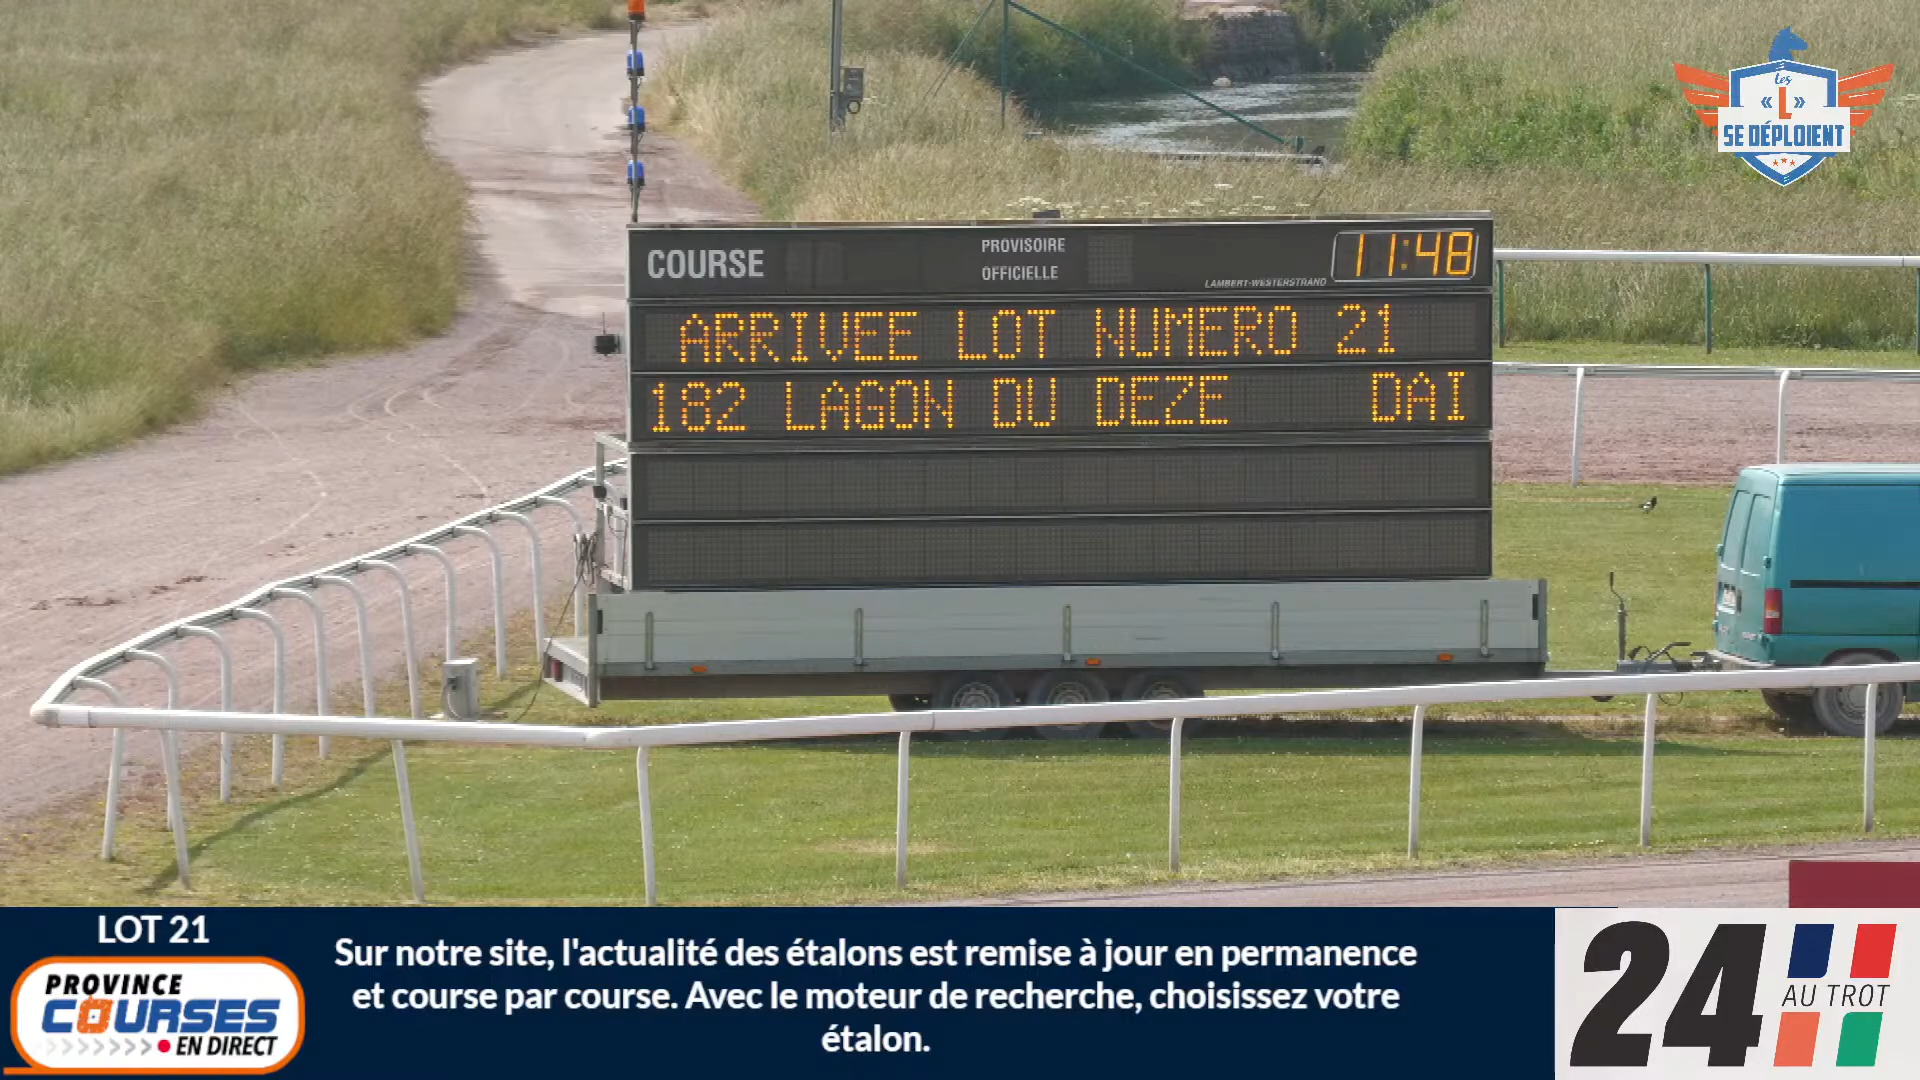 les
« L »
SE DÉPLOIENT
COURSE
PROVISOIRE
OFFICIELLE
11:48
LAMBERT-WESTERSTRAND
ARRIVEE LOT NUMERO 21
182 LAGON DU DEZE DAI
LOT 21
PROVINCE
COURSES
EN DIRECT
Sur notre site, l'actualité des étalons est remise à jour en permanence
et course par course. Avec le moteur de recherche, choisissez votre
étalon.
24
AU TROT